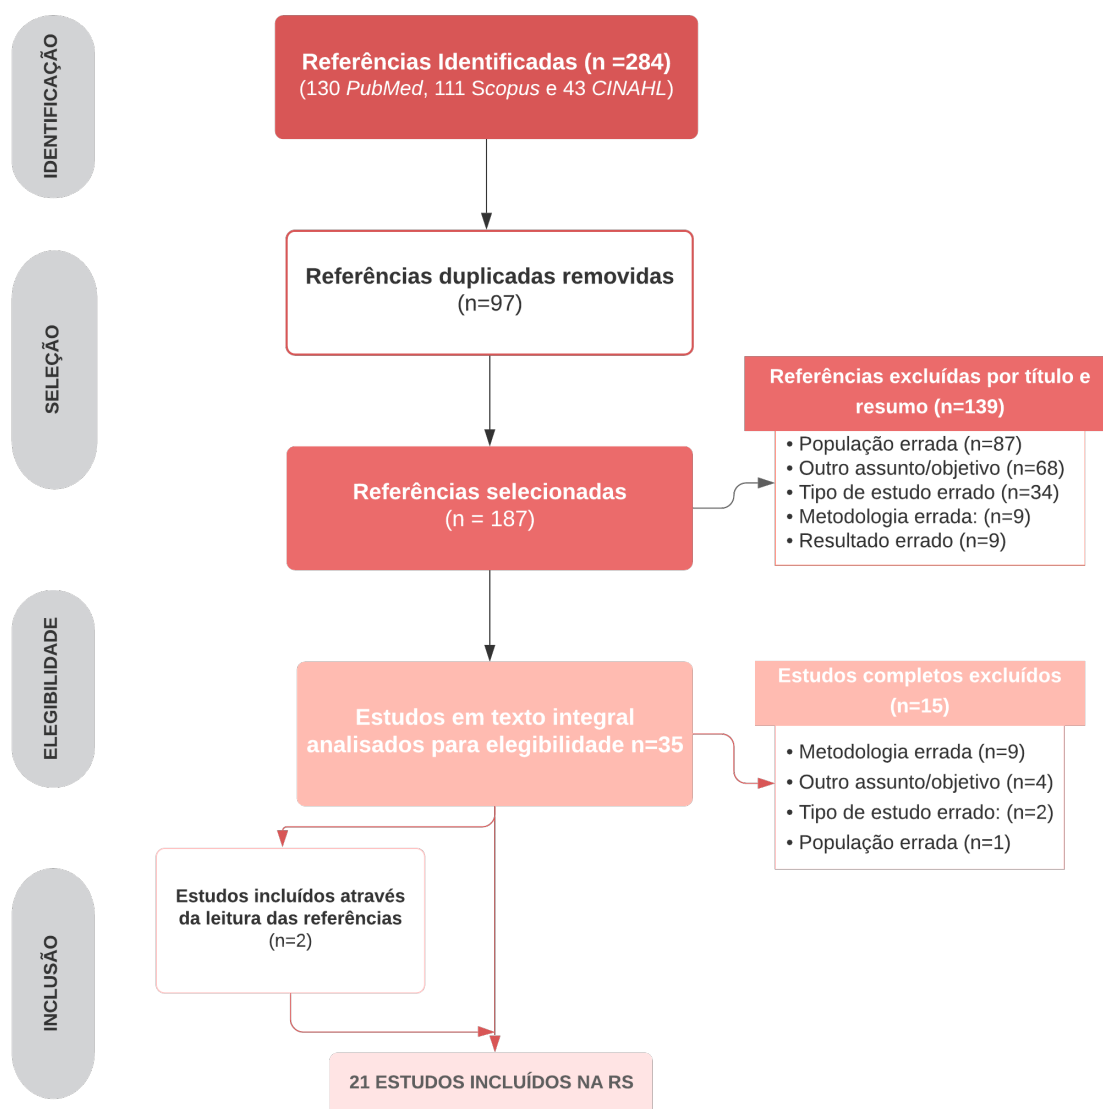 IDENTIFICAÇÃO
Referências Identificadas (n =284)
(130 PubMed, 111 Scopus e 43 CINAHL)
SELEÇÃO
Referências duplicadas removidas
(n=97)
Referências selecionadas
(n = 187)
Referências excluídas por título e
resumo (n=139)
• População errada (n=87)
• Outro assunto/objetivo (n=68)
• Tipo de estudo errado (n=34)
• Metodologia errada: (n=9)
• Resultado errado (n=9)
ELEGIBILIDADE
Estudos em texto integral
analisados para elegibilidade n=35
Estudos completos excluídos
(n=15)
• Metodologia errada (n=9)
• Outro assunto/objetivo (n=4)
• Tipo de estudo errado: (n=2)
• População errada (n=1)
INCLUSÃO
Estudos incluídos através
da leitura das referências
(n=2)
21 ESTUDOS INCLUÍDOS NA RS